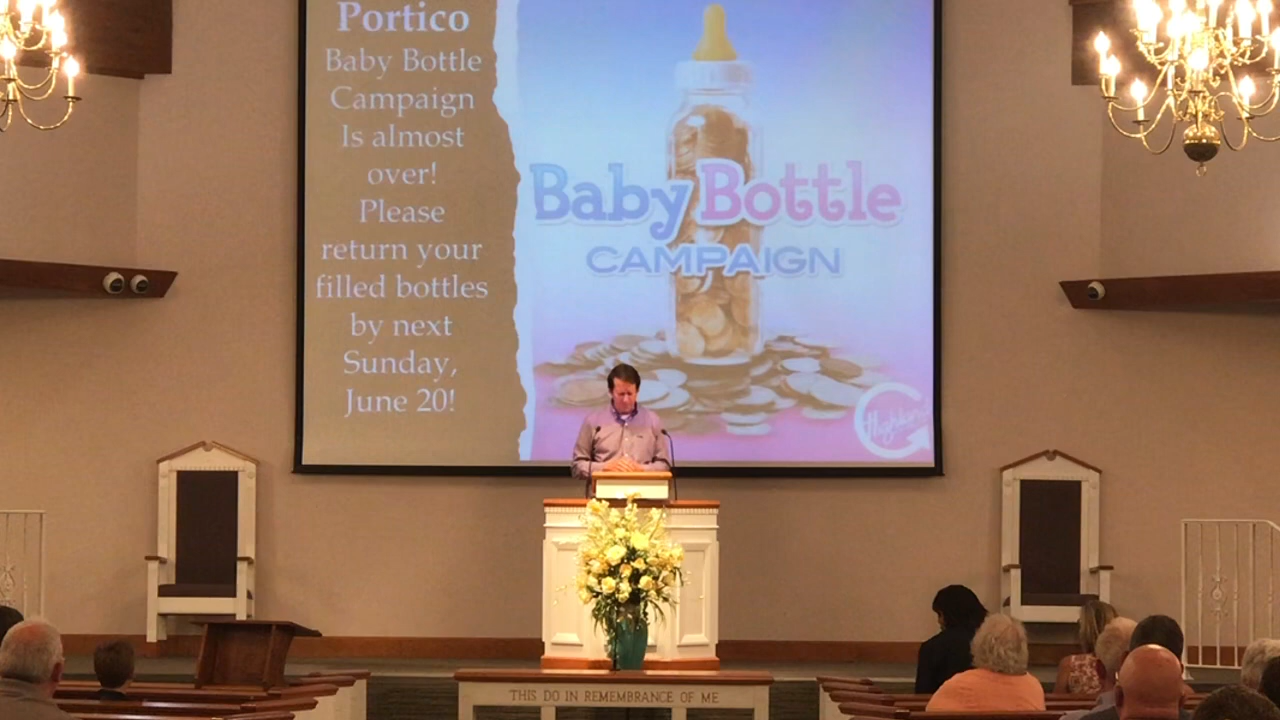 Portico
Baby Bottle
Campaign
Is almost
over!
Please
return your
filled bottles
by next
Sunday,
June 20!
Baby Bottle
CAMPAIGN
THIS DO IN REMEMBRANCE OF ME